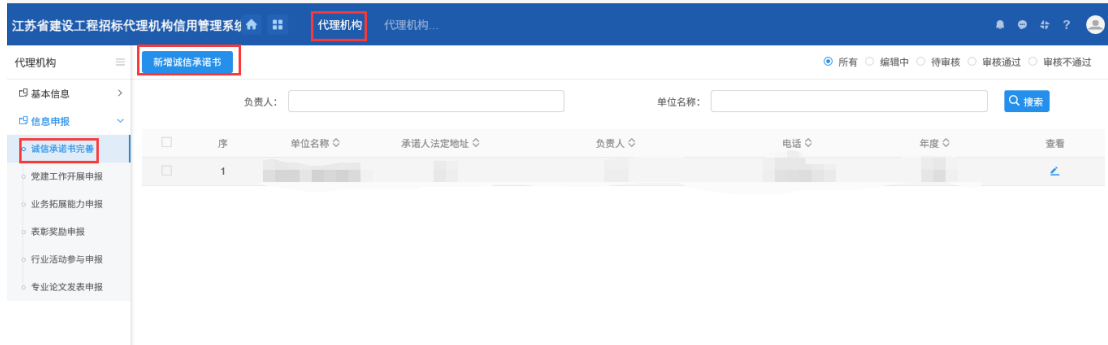 江苏省建设工程招标代理机构信用管理系统 代理机构 代理机构... ?
代理机构 新增诚信承诺书 所有 编辑中 待审核 审核通过 审核不通过
基本信息
负责人: 单位名称: 搜索
信息申报
诚信承诺书完善
序 单位名称 承诺人法定地址 负责人 电话 年度 查看
1
党建工作开展申报
业务拓展能力申报
表彰奖励申报
行业活动参与申报
专业论文发表申报